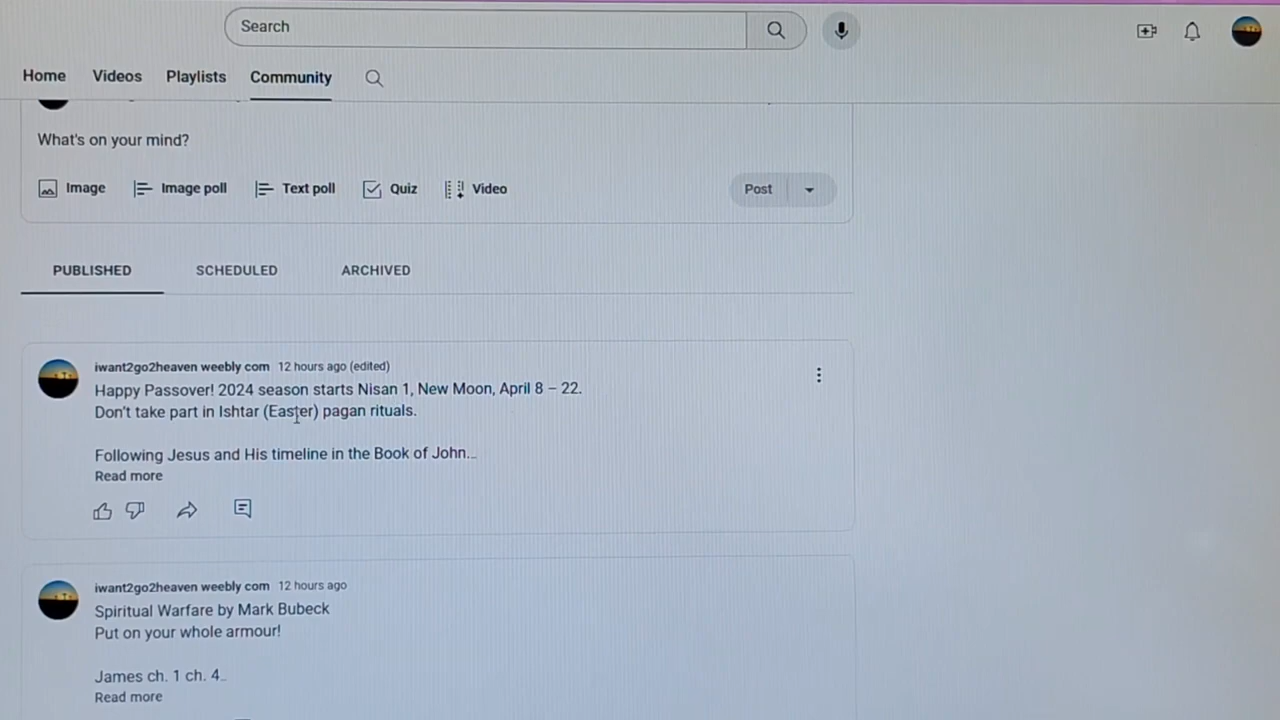 Search
Home Videos Playlists Community
What's on your mind?
Image Image poll Text poll Quiz Video Post
PUBLISHED SCHEDULED ARCHIVED
iwant2go2heaven weebly com 12 hours ago (edited)
Happy Passover! 2024 season starts Nisan 1, New Moon, April 8 – 22.
Don't take part in Ishtar (Easter) pagan rituals.
Following Jesus and His timeline in the Book of John...
Read more
iwant2go2heaven weebly com 12 hours ago
Spiritual Warfare by Mark Bubeck
Put on your whole armour!
James ch. 1 ch. 4...
Read more